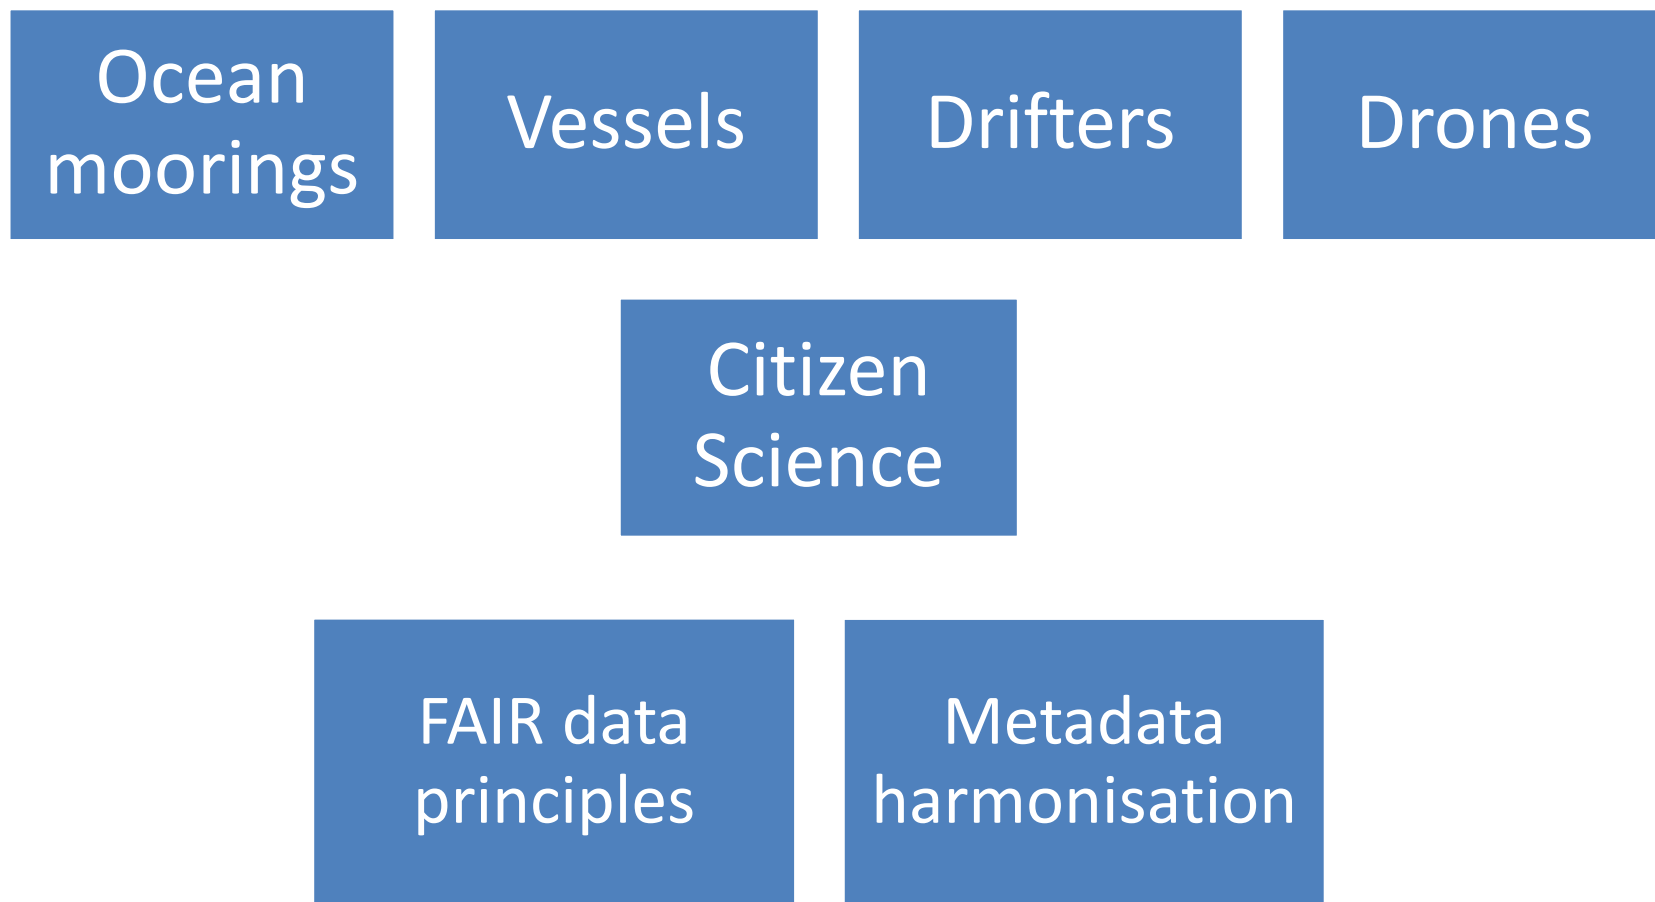 Ocean
moorings
Vessels
Drifters
Drones
Citizen
Science
FAIR data
principles
Metadata
harmonisation